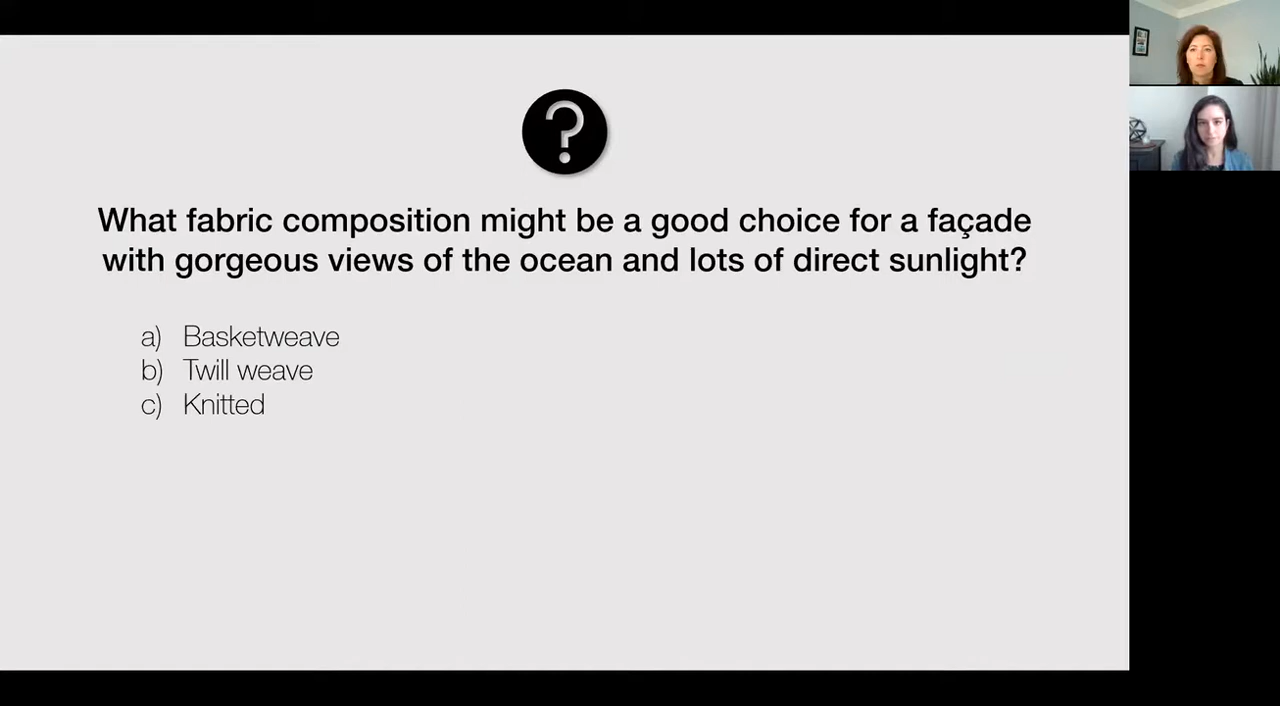 ?
What fabric composition might be a good choice for a façade
with gorgeous views of the ocean and lots of direct sunlight?
a) Basketweave
b) Twill weave
c) Knitted